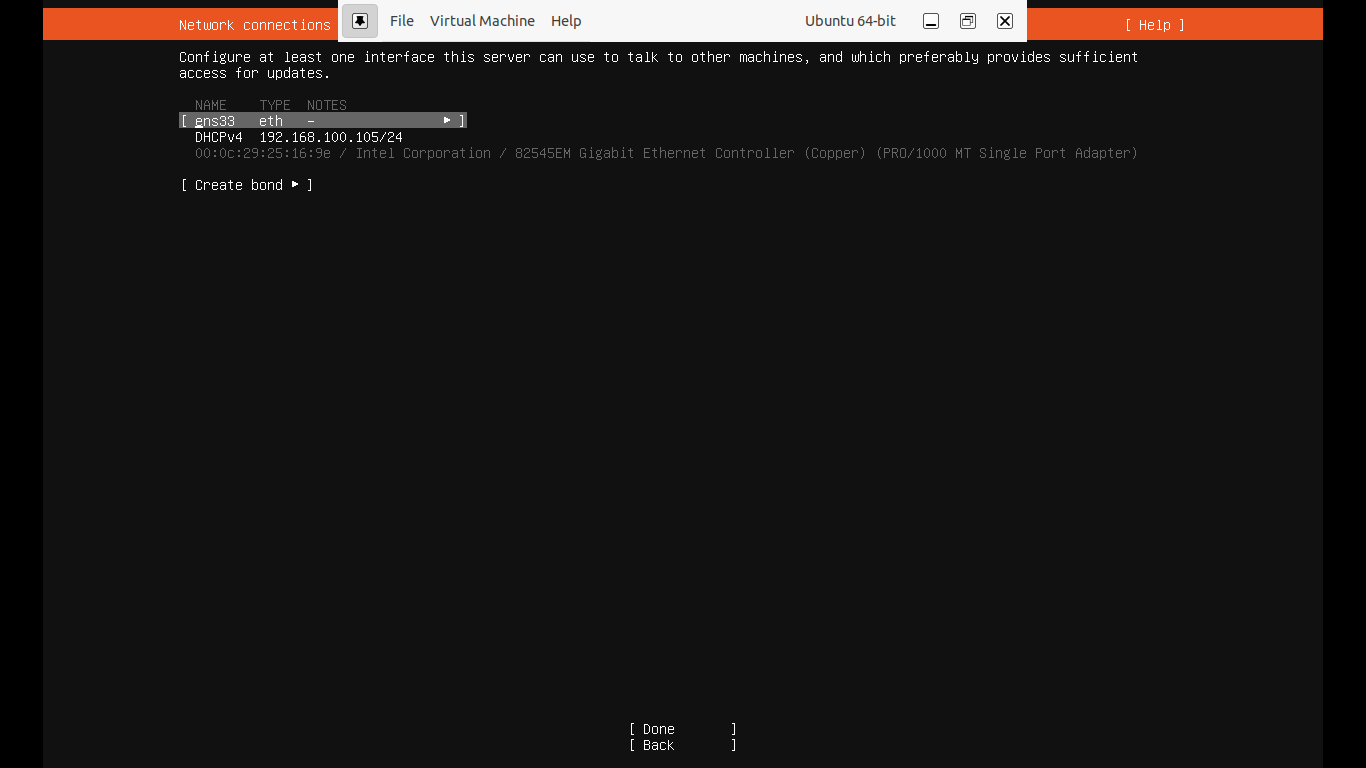 Network connections File Virtual Machine Help Ubuntu 64-bit [ Help ]
Configure at least one interface this server can use to talk to other machines, and which preferably provides sufficient
access for updates.
NAME TYPE NOTES
[ ens33 eth – ▸ ]
DHCPv4 192.168.100.105/24
00:0c:29:25:16:9e / Intel Corporation / 82545EM Gigabit Ethernet Controller (Copper) (PRO/1000 MT Single Port Adapter)
[ Create bond ▸ ]
[ Done ]
[ Back ]